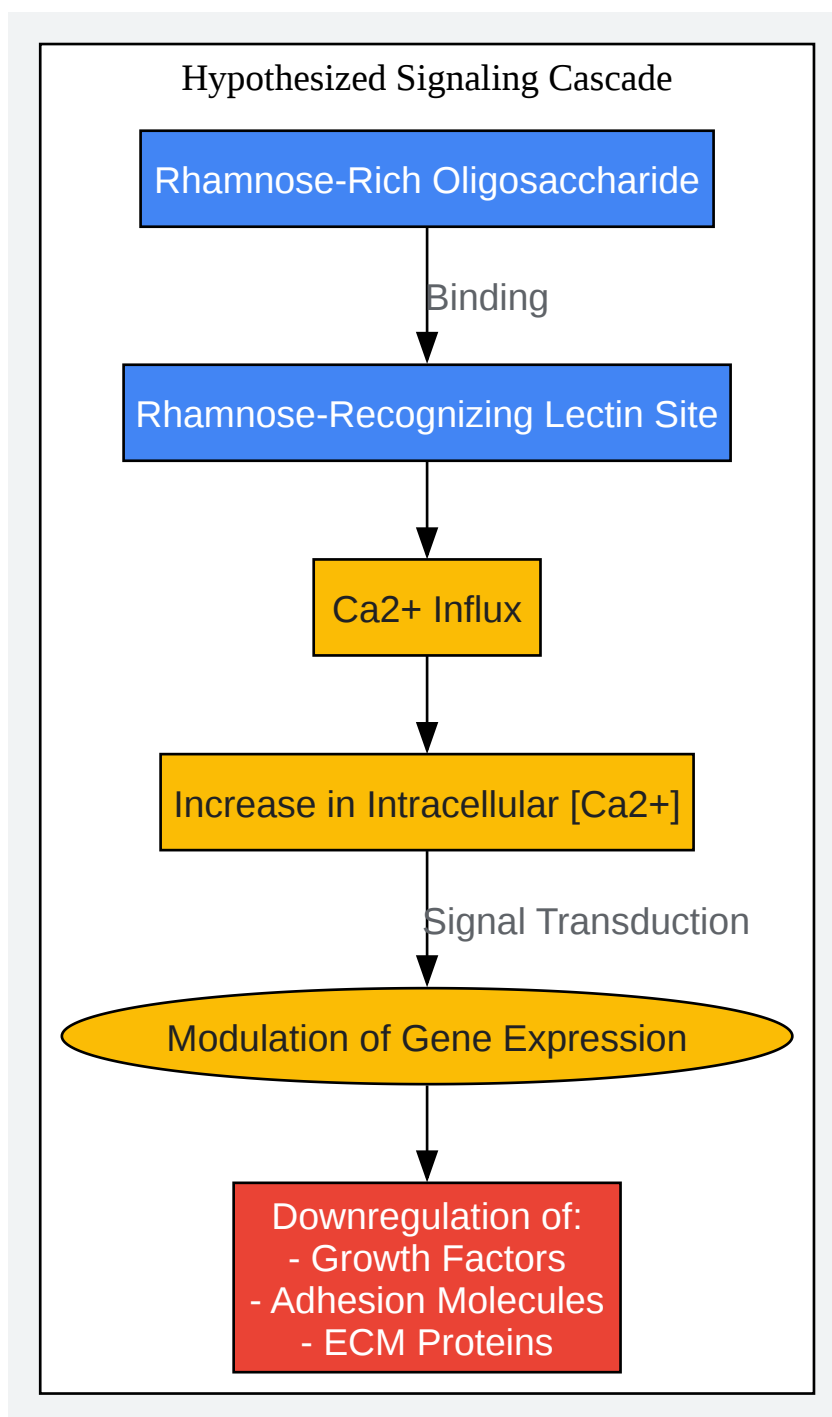 Hypothesized Signaling Cascade
Rhamnose-Rich Oligosaccharide
Binding
Rhamnose-Recognizing Lectin Site
Ca2+ Influx
Increase in Intracellular [Ca2+]
Signal Transduction
Modulation of Gene Expression
Downregulation of:
- Growth Factors
- Adhesion Molecules
- ECM Proteins